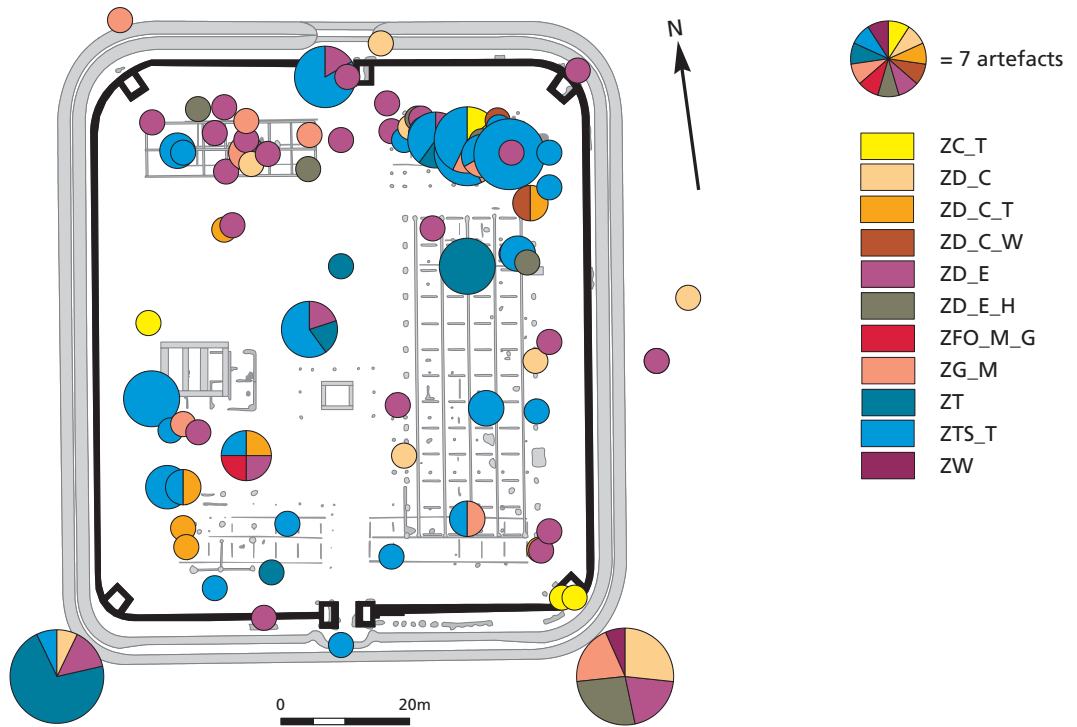 N
= 7 artefacts
ZC_T
ZD_C
ZD_C_T
ZD_C_W
ZD_E
ZD_E_H
ZFO_M_G
ZG_M
ZT
ZTS_T
ZW
0 20m